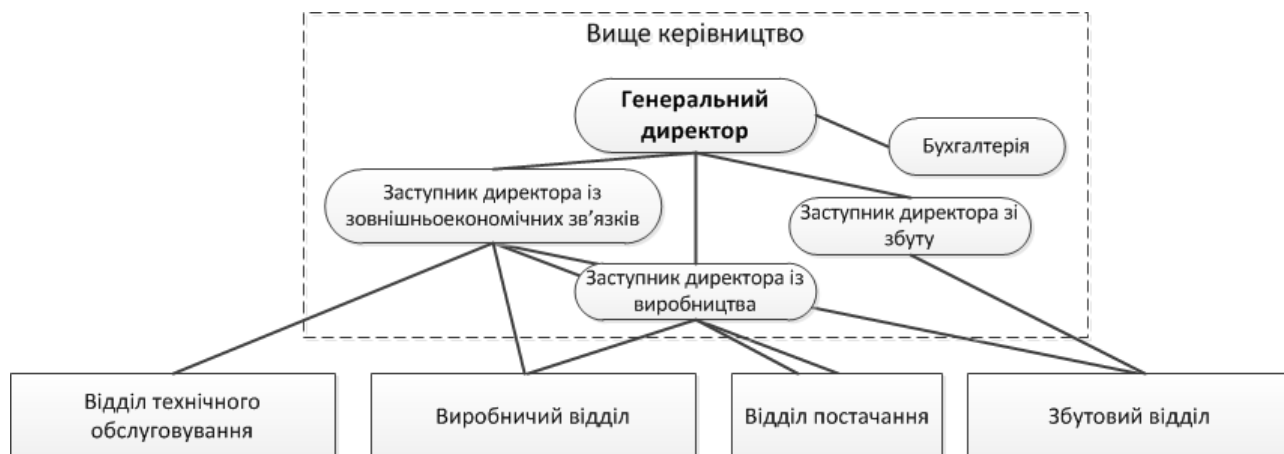 Вище керівництво
Генеральний
директор
Бухгалтерія
Заступник директора із
зовнішньоекономічних зв’язків
Заступник директора зі
збуту
Заступник директора із
виробництва
Відділ технічного
обслуговування
Виробничий відділ
Відділ постачання
Збутовий відділ